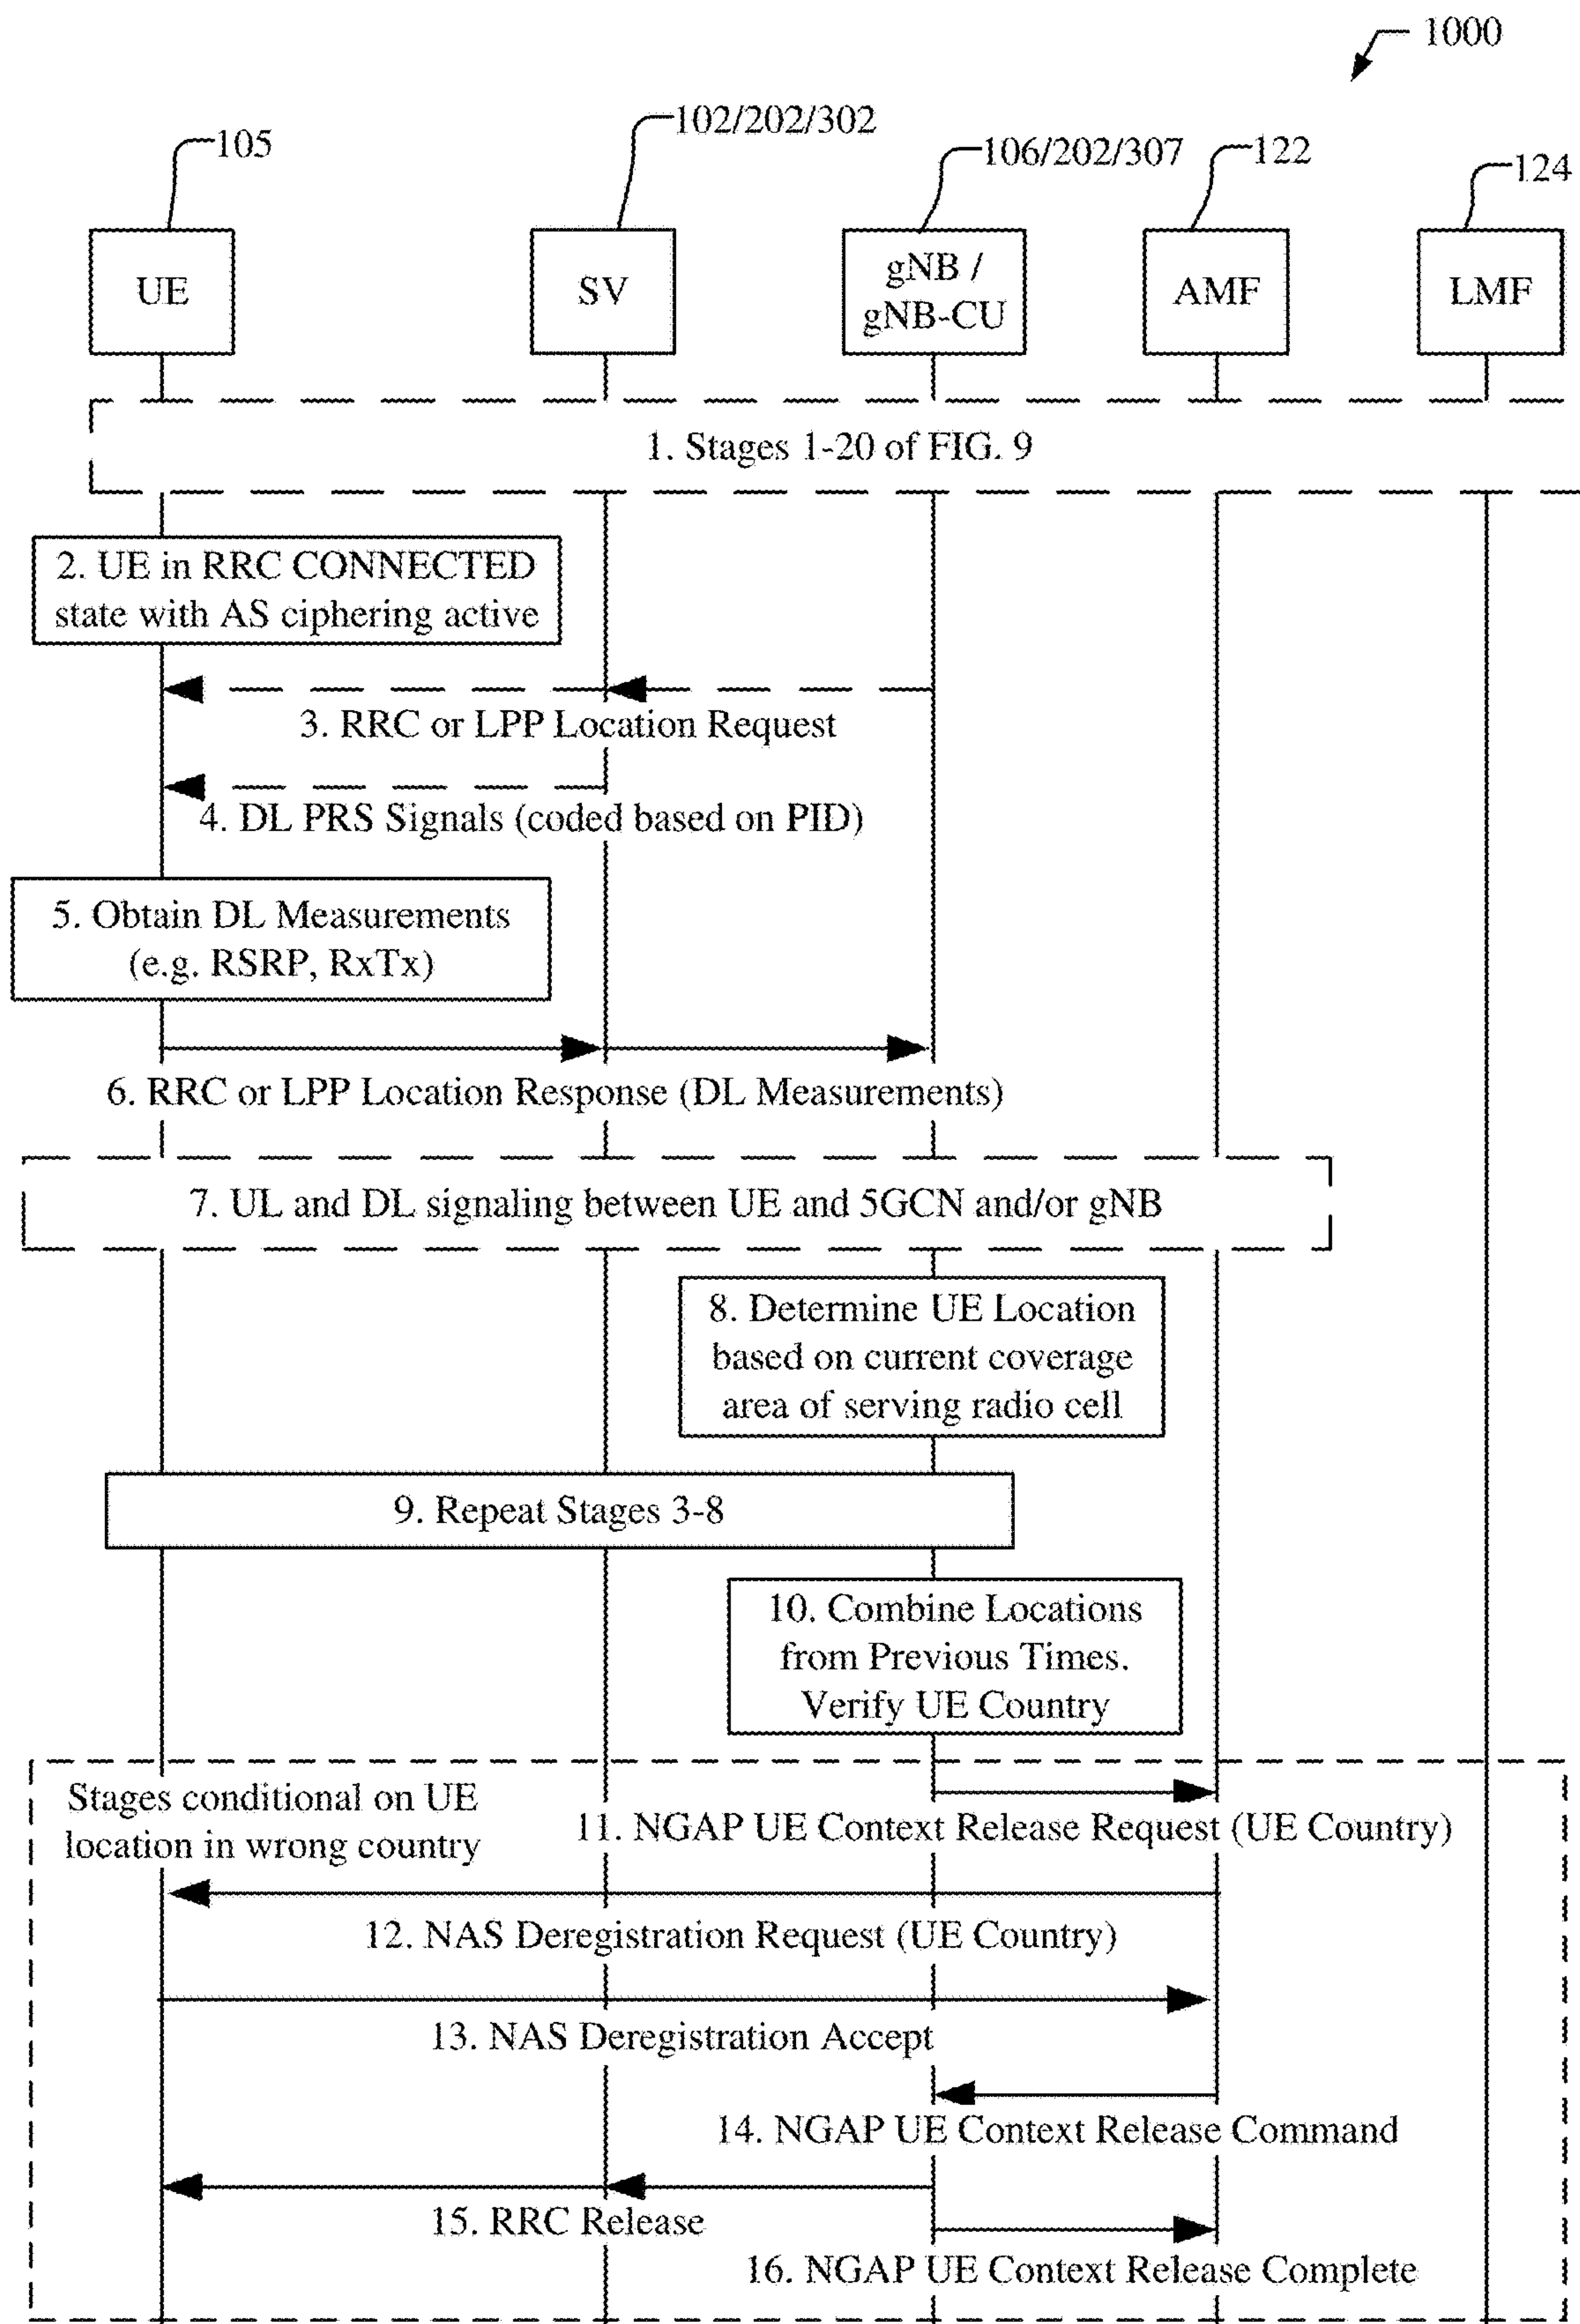 1000
105
102/202/302
106/202/307
122
124
UE
SV
gNB /
gNB-CU
AMF
LMF
1. Stages 1-20 of FIG. 9
2. UE in RRC CONNECTED
state with AS ciphering active
3. RRC or LPP Location Request
4. DL PRS Signals (coded based on PID)
5. Obtain DL Measurements
(e.g. RSRP, RxTx)
6. RRC or LPP Location Response (DL Measurements)
7. UL and DL signaling between UE and 5GCN and/or gNB
8. Determine UE Location
based on current coverage
area of serving radio cell
9. Repeat Stages 3-8
10. Combine Locations
from Previous Times.
Verify UE Country
Stages conditional on UE
location in wrong country
11. NGAP UE Context Release Request (UE Country)
12. NAS Deregistration Request (UE Country)
13. NAS Deregistration Accept
14. NGAP UE Context Release Command
15. RRC Release
16. NGAP UE Context Release Complete